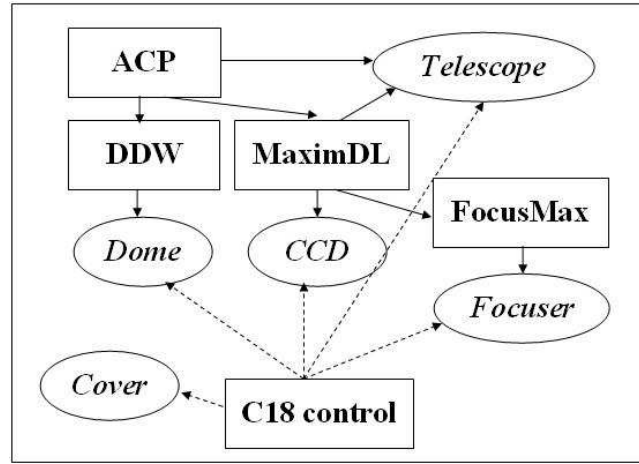 ACP
Telescope
DDW
MaximDL
FocusMax
Dome
CCD
Focuser
Cover
C18 control